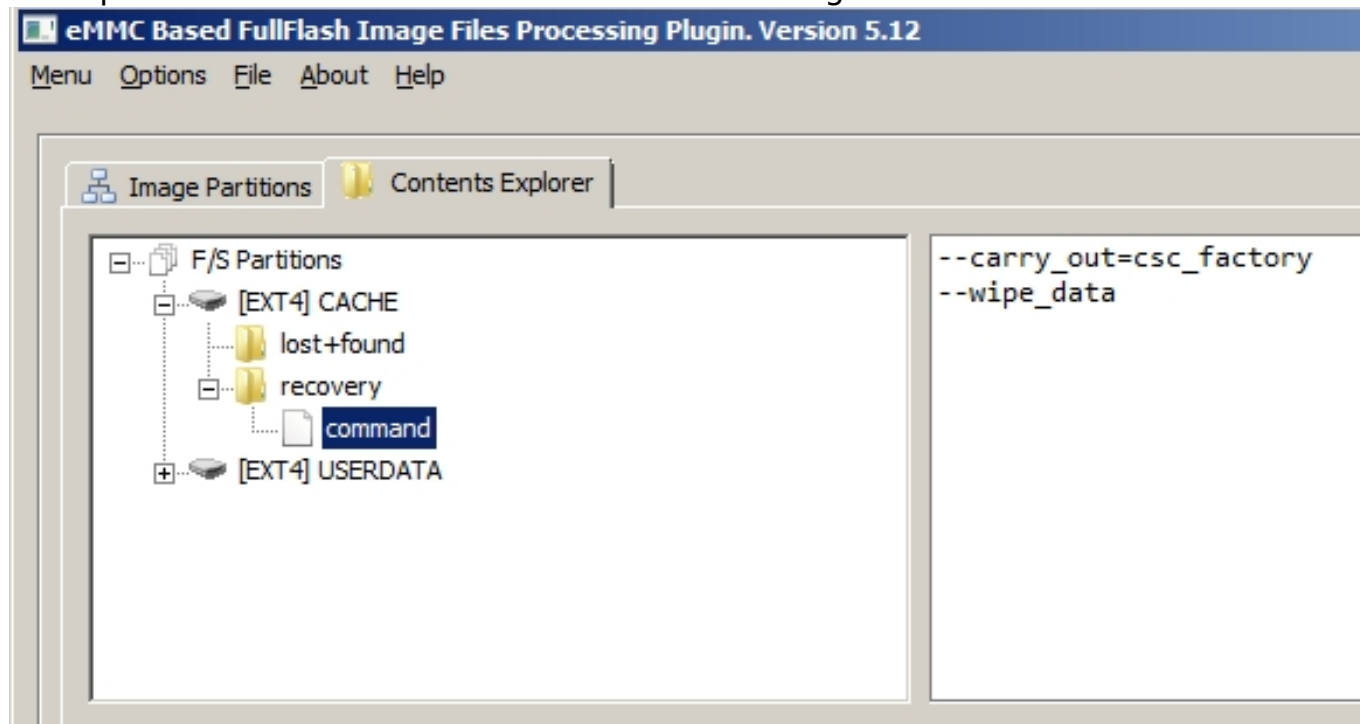 eMMC Based FullFlash Image Files Processing Plugin. Version 5.12
Menu Options File About Help
Image Partitions Contents Explorer
F/S Partitions
[EXT4] CACHE
lost+found
recovery
command
[EXT4] USERDATA
--carry_out=csc_factory
--wipe_data